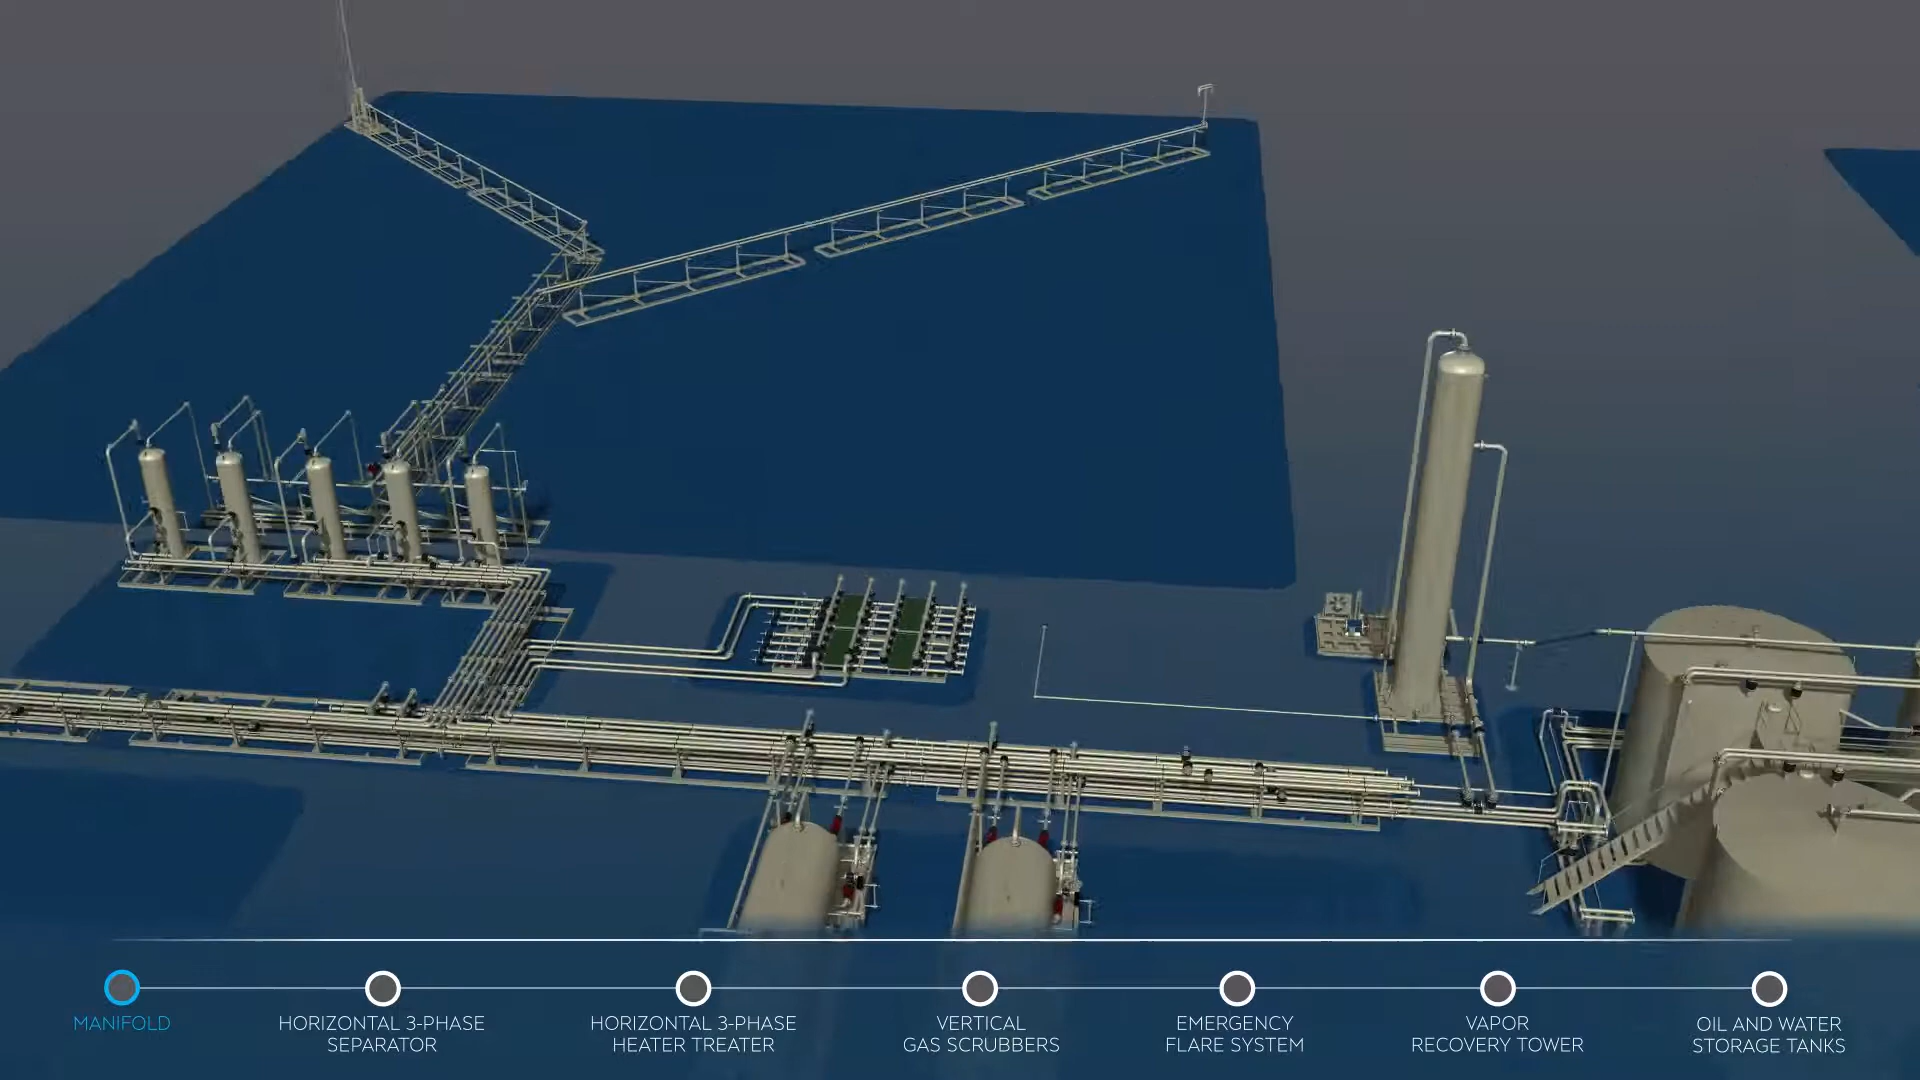 MANIFOLD
HORIZONTAL 3-PHASE
SEPARATOR
HORIZONTAL 3-PHASE
HEATER TREATER
VERTICAL
GAS SCRUBBERS
EMERGENCY
FLARE SYSTEM
VAPOR
RECOVERY TOWER
OIL AND WATER
STORAGE TANKS